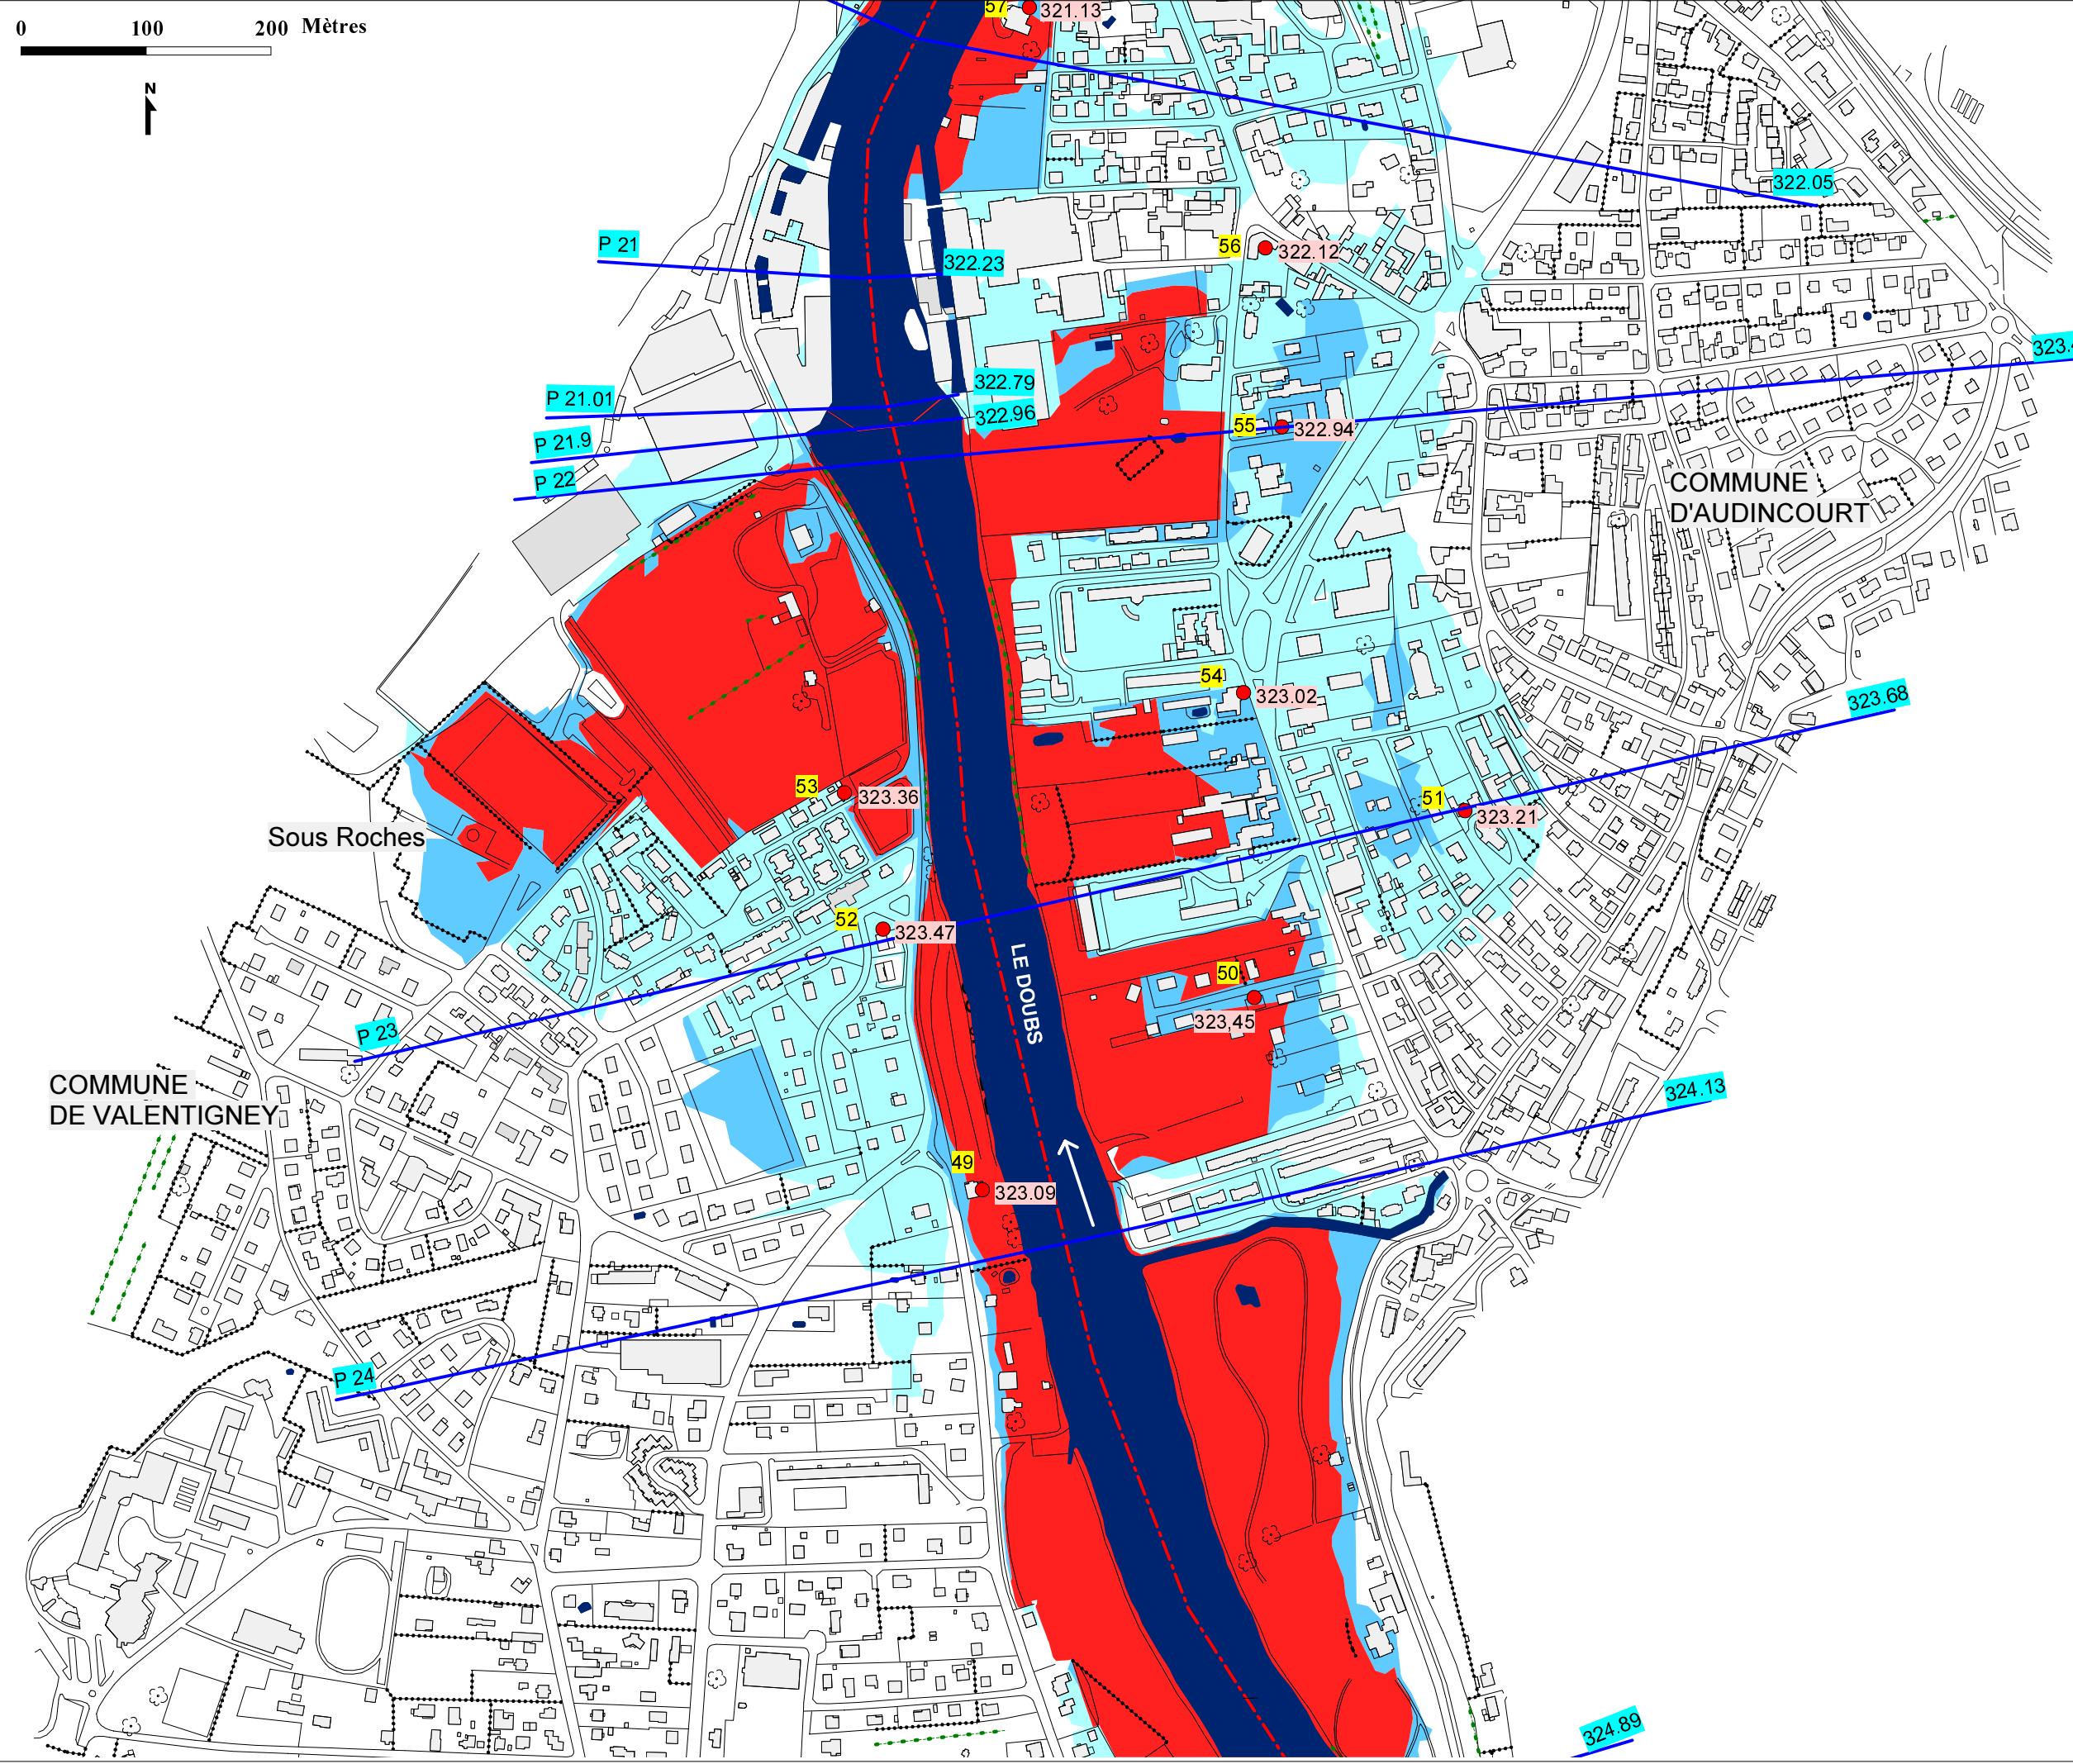 0 100 200 Mètres
N
57 321.13
322.05
P 21
322.23
56 322.12
323.4
P 21.01
322.79
322.96
P 21.9
55 322.94
P 22
COMMUNE
D'AUDINCOURT
54 323.02
323.68
53 323.36
51 323.21
Sous Roches
52 323.47
LE DOUBS
50
323,45
P 23
COMMUNE
DE VALENTIGNEY
324.13
49
323.09
P 24
324.89